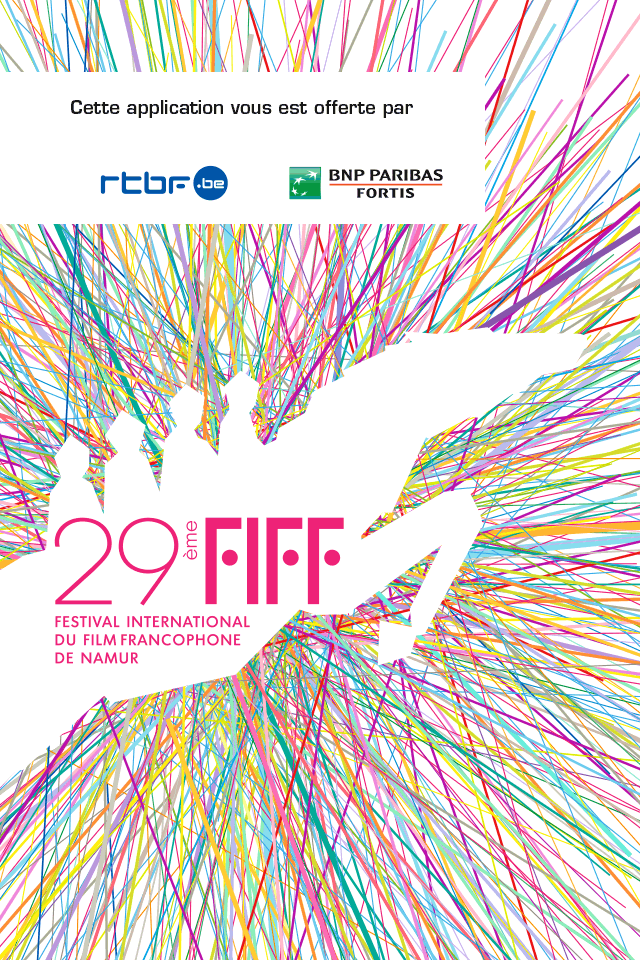 Cette application vous est offerte par
rtbf.be
BNP PARIBAS
FORTIS
29ème FIFF
FESTIVAL INTERNATIONAL
DU FILM FRANCOPHONE
DE NAMUR